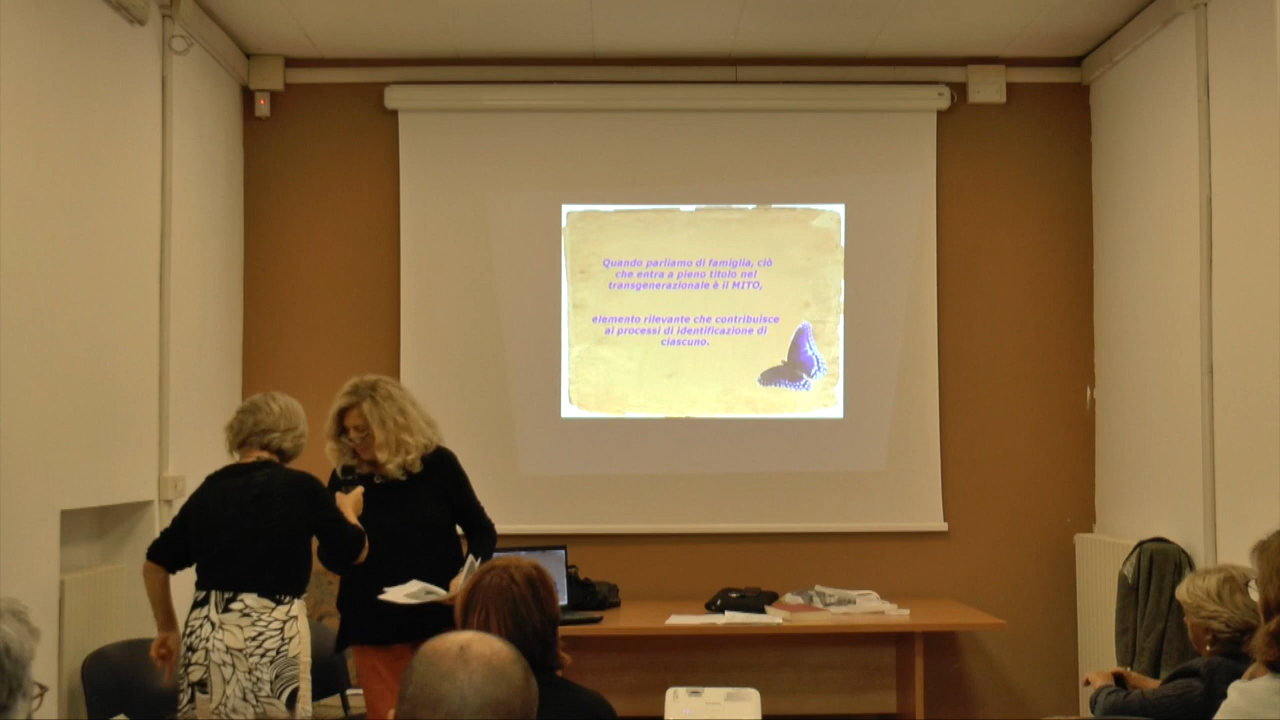 Quando parliamo di famiglia, ciò
che entra a pieno titolo nel
transgenerazionale è il MITO,
elemento rilevante che contribuisce
ai processi di identificazione di
ciascuno.